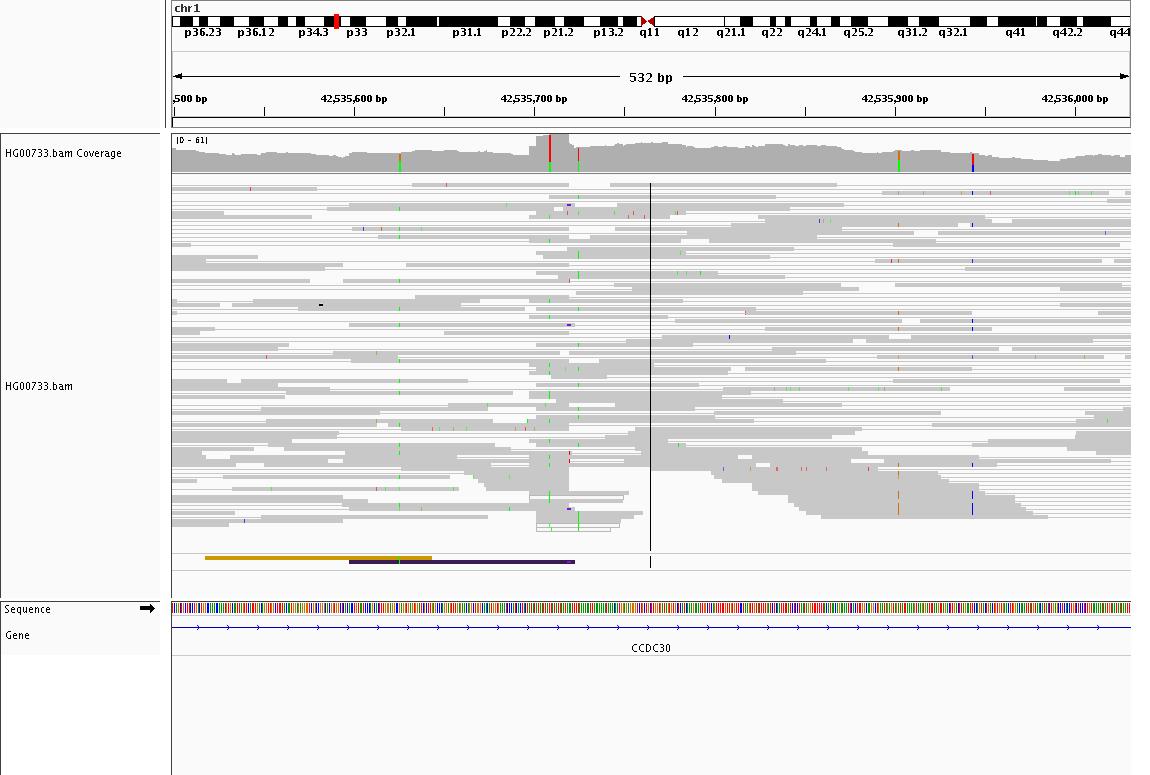 chr1
p36.23 p36.12 p34.3 p33 p32.1 p31.1 p22.2 p21.2 p13.2 q11 q12 q21.1 q22 q24.1 q25.2 q31.2 q32.1 q41 q42.2 q44
532 bp
,500 bp 42,535,600 bp 42,535,700 bp 42,535,800 bp 42,535,900 bp 42,536,000 bp
HG00733.bam Coverage
[0 - 61]
HG00733.bam
Sequence
Gene
CCDC30